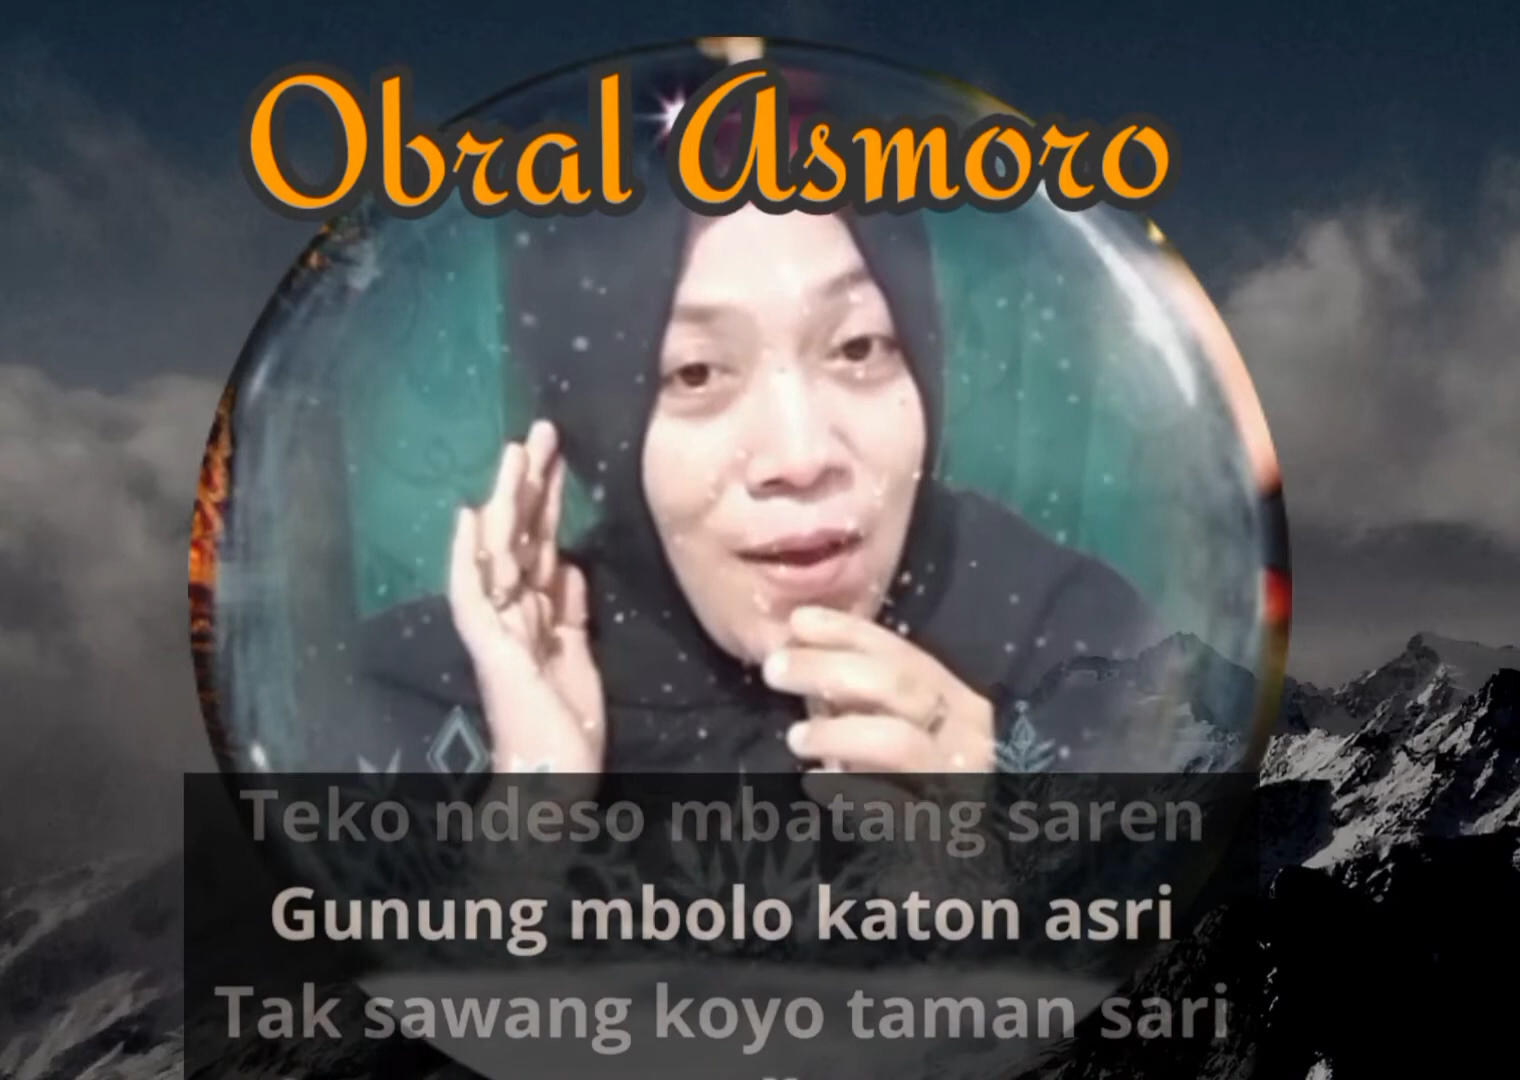 Obral Asmoro
Teko ndeso mbatang saren
Gunung mbolo katon asri
Tak sawang koyo taman sari